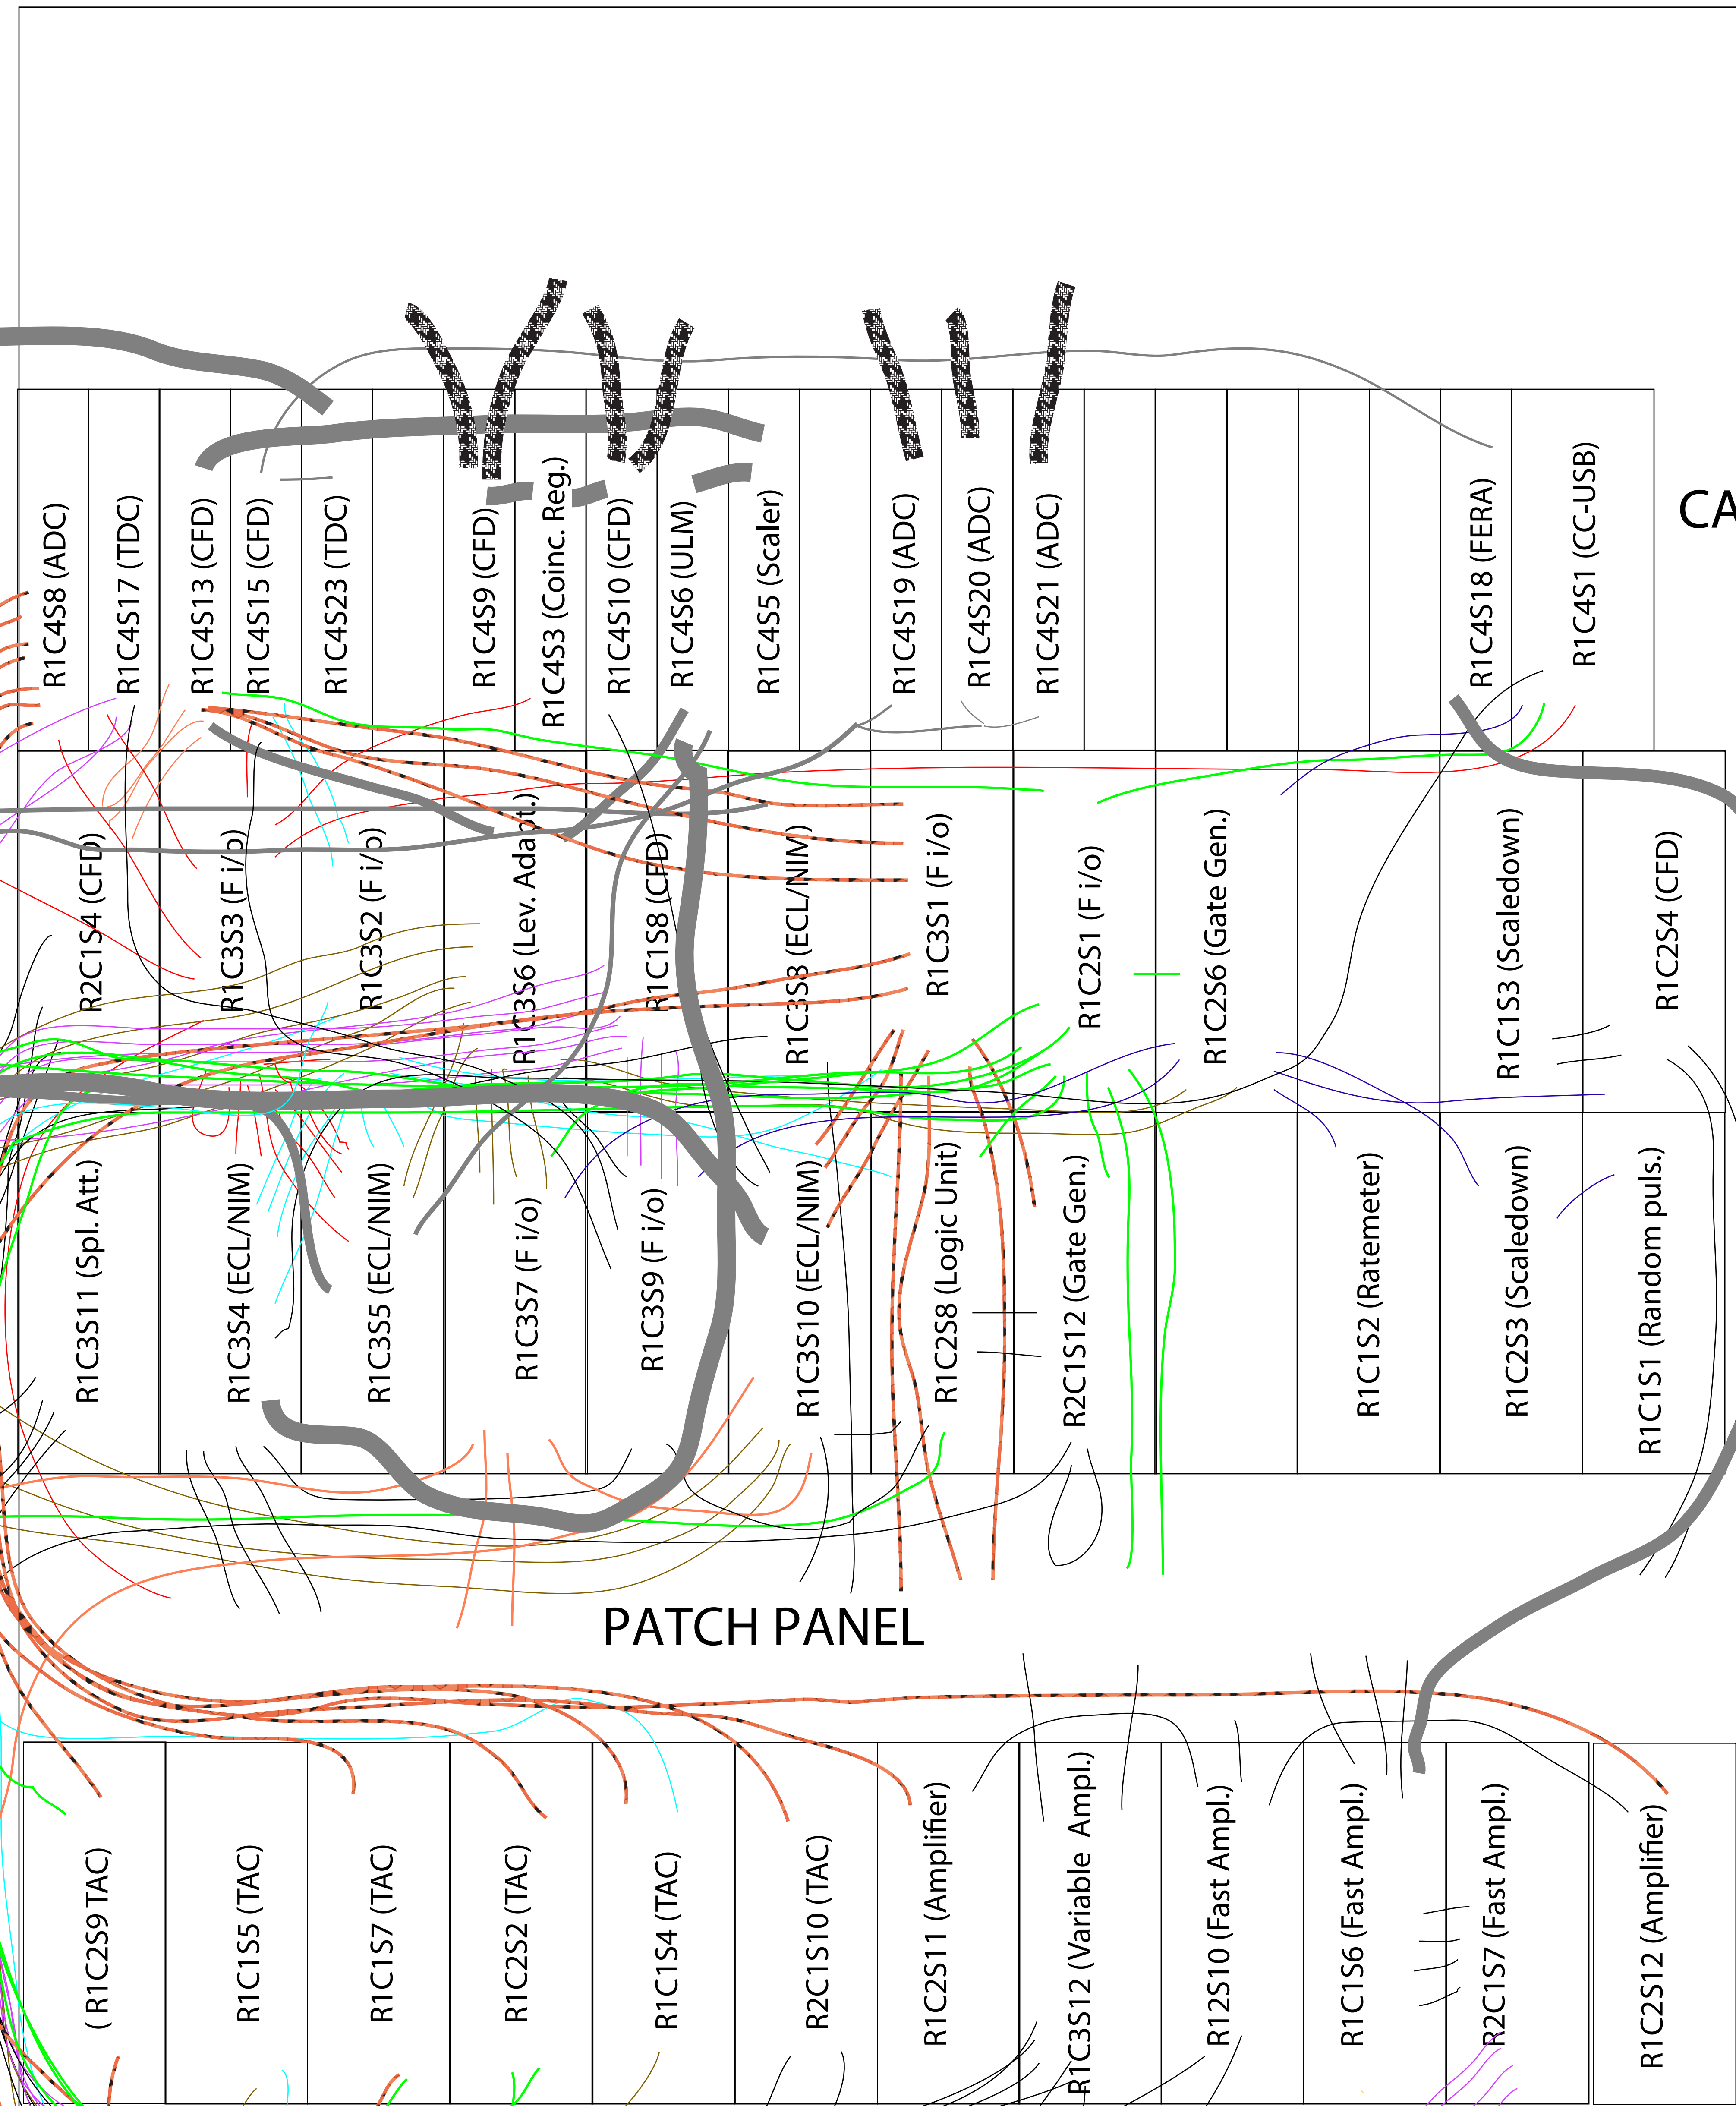 R1C4S8 (ADC)
R1C4S17 (TDC)
R1C4S13 (CFD)
R1C4S15 (CFD)
R1C4S23 (TDC)
R1C4S9 (CFD)
R1C4S3 (Coinc. Reg.)
R1C4S10 (CFD)
R1C4S6 (ULM)
R1C4S5 (Scaler)
R1C4S19 (ADC)
R1C4S20 (ADC)
R1C4S21 (ADC)
R1C4S18 (FERA)
R1C4S1 (CC-USB)
CA
R2C1S4 (CFD)
R1C3S3 (F i/o)
R1C3S2 (F i/o)
R1C3S6 (Lev. Adapt.)
R1C1S8 (CFD)
R1C3S8 (ECL/NIM)
R1C3S1 (F i/o)
R1C2S1 (F i/o)
R1C2S6 (Gate Gen.)
R1C1S3 (Scaledown)
R1C2S4 (CFD)
R1C3S11 (Spl. Att.)
R1C3S4 (ECL/NIM)
R1C3S5 (ECL/NIM)
R1C3S7 (F i/o)
R1C3S9 (F i/o)
R1C3S10 (ECL/NIM)
R1C2S8 (Logic Unit)
R2C1S12 (Gate Gen.)
R1C1S2 (Ratemeter)
R1C2S3 (Scaledown)
R1C1S1 (Random puls.)
PATCH PANEL
( R1C2S9 TAC)
R1C1S5 (TAC)
R1C1S7 (TAC)
R1C2S2 (TAC)
R1C1S4 (TAC)
R2C1S10 (TAC)
R1C2S11 (Amplifier)
R1C3S12 (Variable Ampl.)
R12S10 (Fast Ampl.)
R1C1S6 (Fast Ampl.)
R2C1S7 (Fast Ampl.)
R1C2S12 (Amplifier)